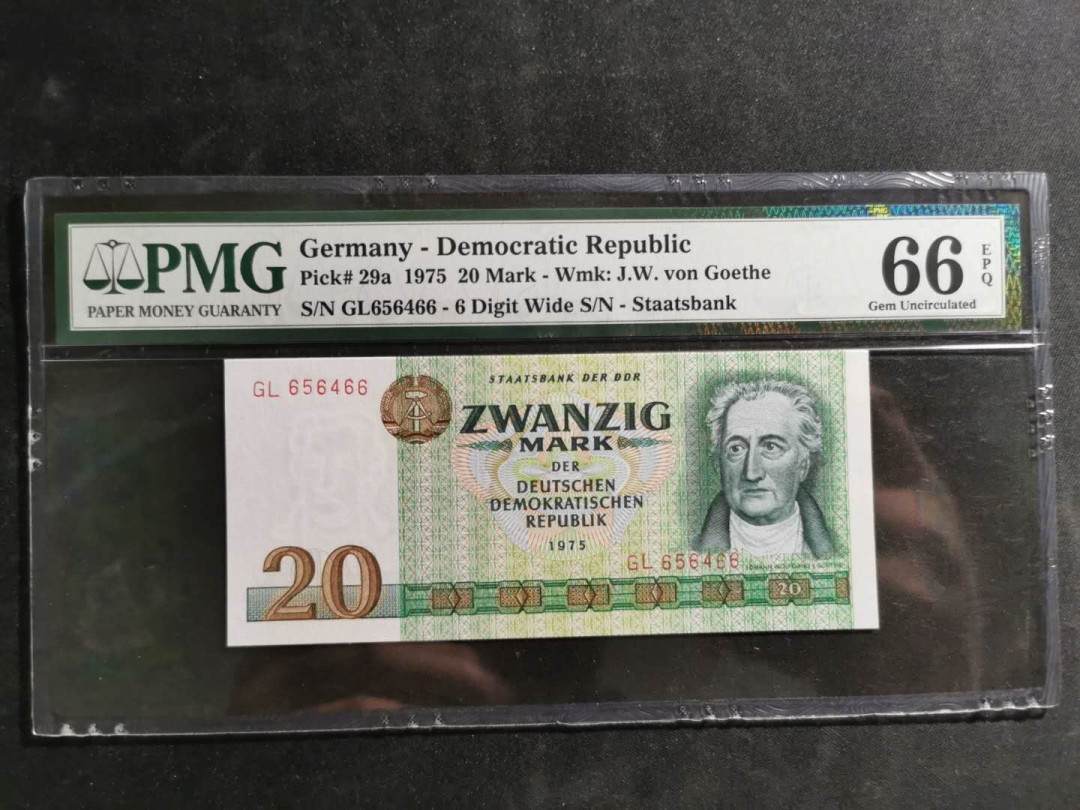 PMG
PAPER MONEY GUARANTY
Germany - Democratic Republic
Pick# 29a 1975 20 Mark - Wmk: J.W. von Goethe
S/N GL656466 - 6 Digit Wide S/N - Staatsbank
66
EPQ
Gem Uncirculated
PMG
GL 656466
STAATSBANK DER DDR
ZWANZIG
MARK
DER
DEUTSCHEN
DEMOKRATISCHEN
REPUBLIK
1975
GL 656466
20
20